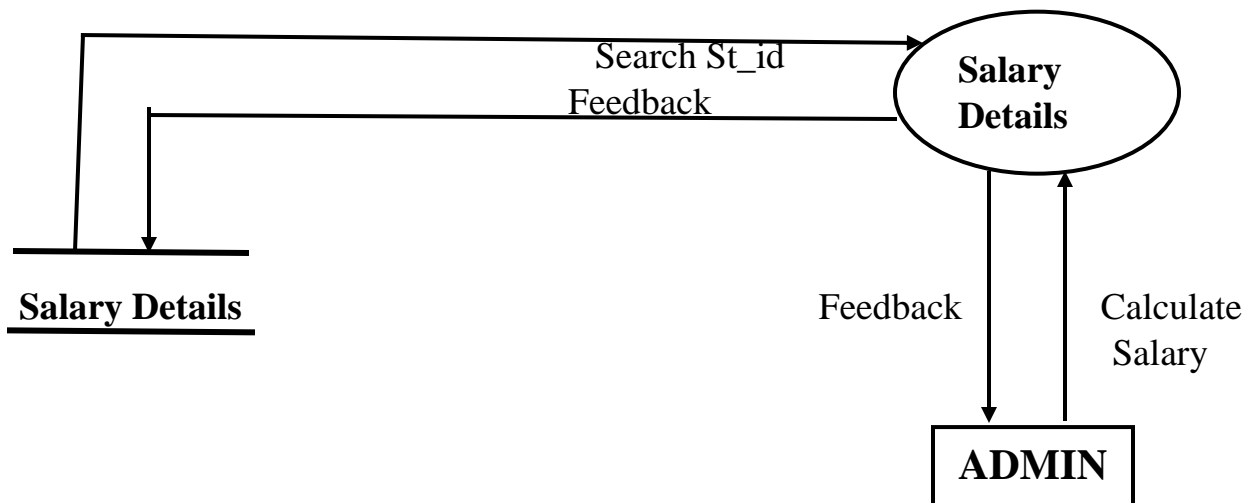 Search St_id
Feedback
Salary
Details
Salary Details
Feedback
Calculate
Salary
ADMIN